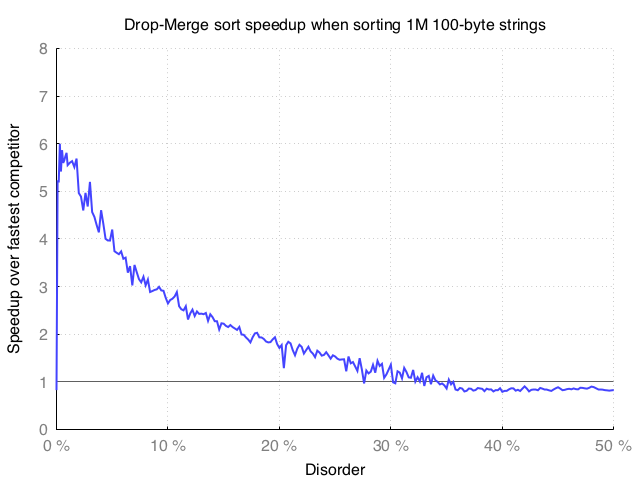 Drop-Merge sort speedup when sorting 1M 100-byte strings
8
7
6
5
4
3
2
1
0
Speedup over fastest competitor
0 % 10 % 20 % 30 % 40 % 50 %
Disorder